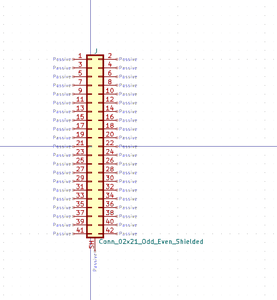 J
Passive 1 2 Passive
Passive 3 4 Passive
Passive 5 6 Passive
Passive 7 8 Passive
Passive 9 10 Passive
Passive 11 12 Passive
Passive 13 14 Passive
Passive 15 16 Passive
Passive 17 18 Passive
Passive 19 20 Passive
Passive 21 22 Passive
Passive 23 24 Passive
Passive 25 26 Passive
Passive 27 28 Passive
Passive 29 30 Passive
Passive 31 32 Passive
Passive 33 34 Passive
Passive 35 36 Passive
Passive 37 38 Passive
Passive 39 40 Passive
Passive 41 42 Passive
SH Conn_02x21_Odd_Even_Shielded
Passive